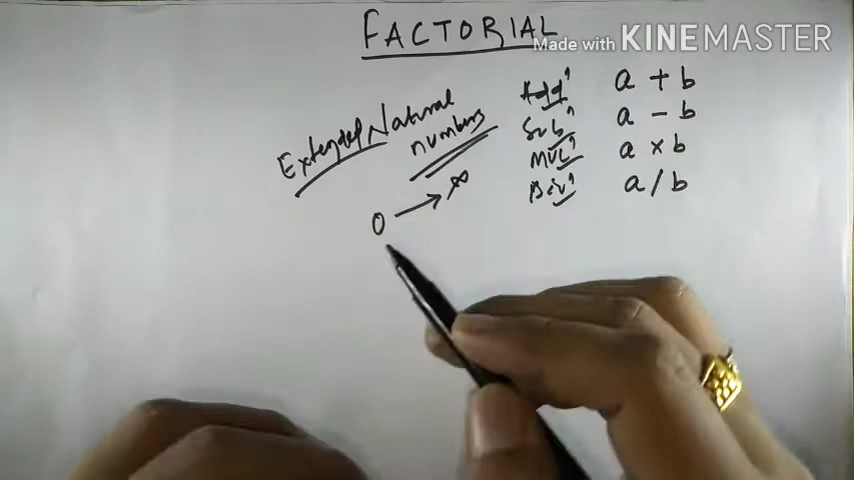 FACTORIAL
Made with KINEMASTER
Extended Natural
numbers
0 → ∞
Add' a + b
Sub' a - b
MUL' a × b
Div' a / b